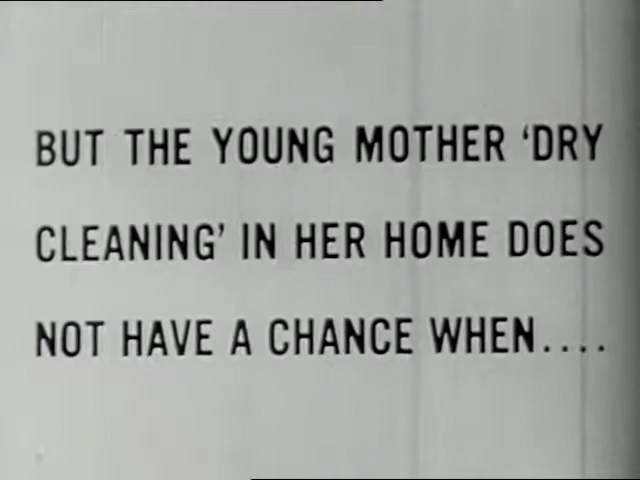 BUT THE YOUNG MOTHER ‘DRY
CLEANING’ IN HER HOME DOES
NOT HAVE A CHANCE WHEN....